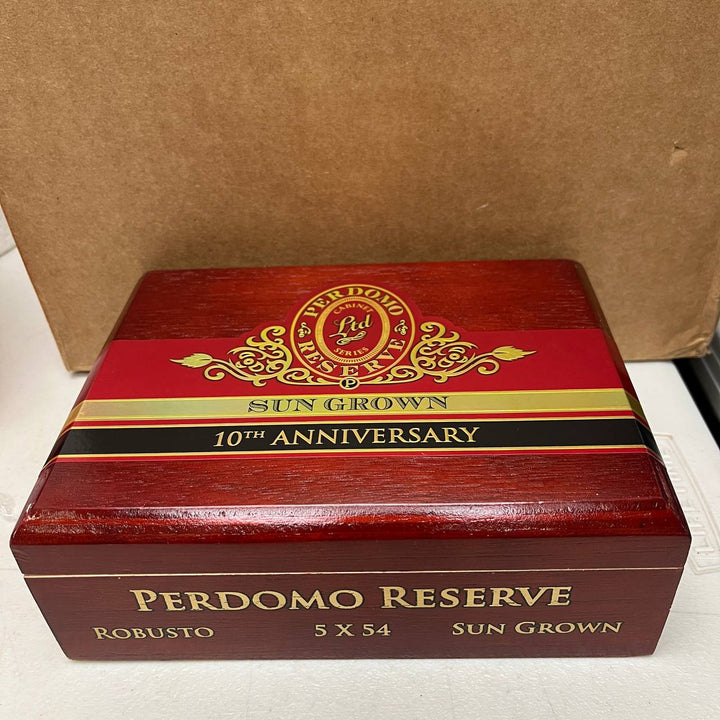 PERDOMO
CABINET
Ltd
SERIES
RESERVE
P
SUN GROWN
10TH ANNIVERSARY
PERDOMO RESERVE
ROBUSTO 5 X 54 SUN GROWN